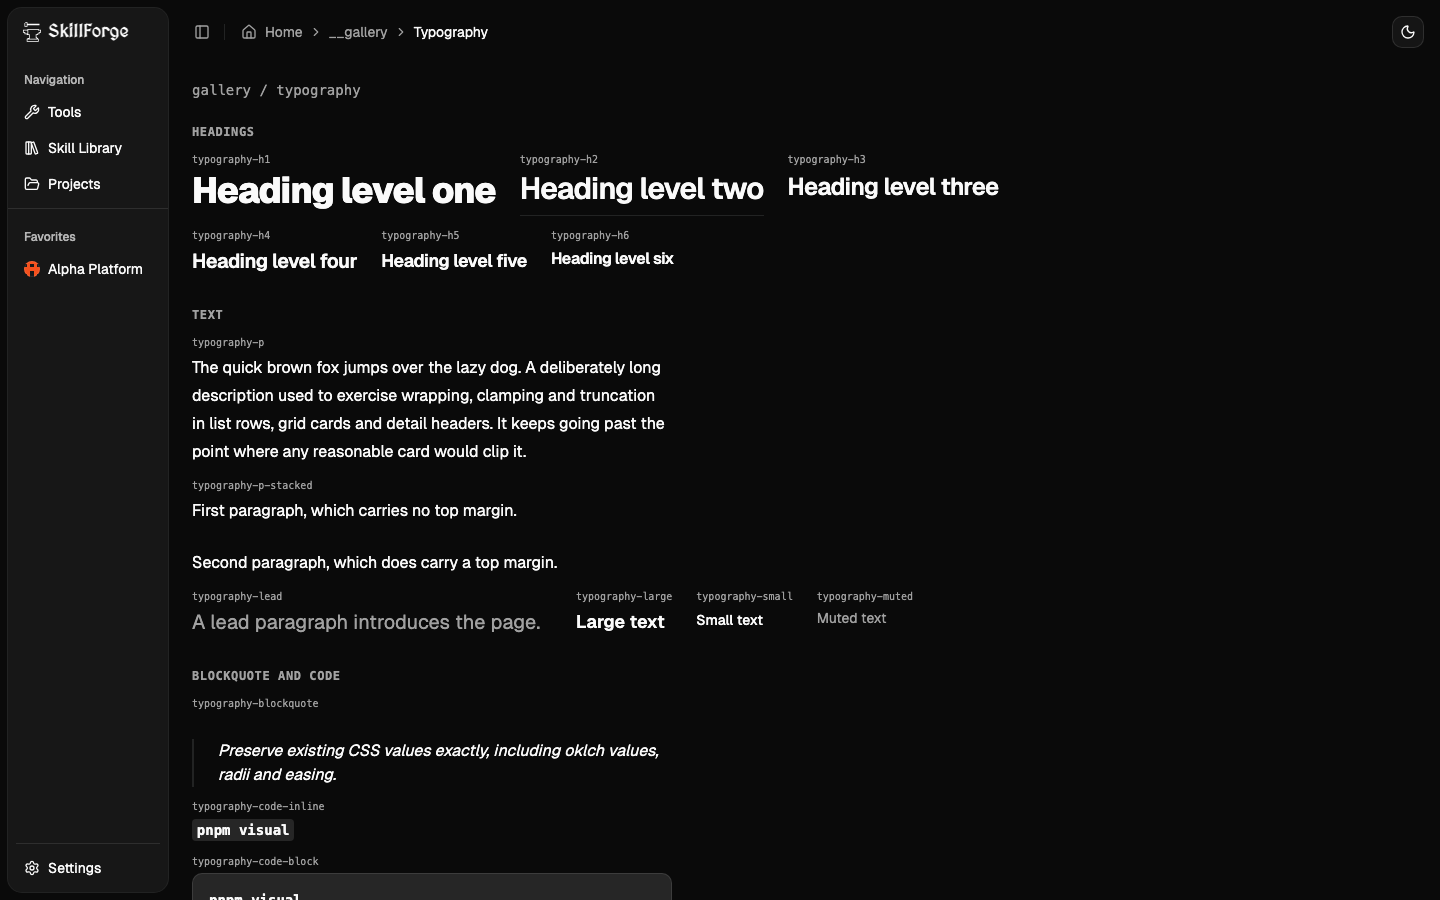 SkillForge
Home > __gallery > Typography
Navigation
Tools
Skill Library
Projects
Favorites
Alpha Platform
Settings
gallery / typography
HEADINGS
typography-h1
Heading level one
typography-h2
Heading level two
typography-h3
Heading level three
typography-h4
Heading level four
typography-h5
Heading level five
typography-h6
Heading level six
TEXT
typography-p
The quick brown fox jumps over the lazy dog. A deliberately long
description used to exercise wrapping, clamping and truncation
in list rows, grid cards and detail headers. It keeps going past the
point where any reasonable card would clip it.
typography-p-stacked
First paragraph, which carries no top margin.
Second paragraph, which does carry a top margin.
typography-lead
A lead paragraph introduces the page.
typography-large
Large text
typography-small
Small text
typography-muted
Muted text
BLOCKQUOTE AND CODE
typography-blockquote
Preserve existing CSS values exactly, including oklch values,
radii and easing.
typography-code-inline
pnpm visual
typography-code-block
pnpm visual